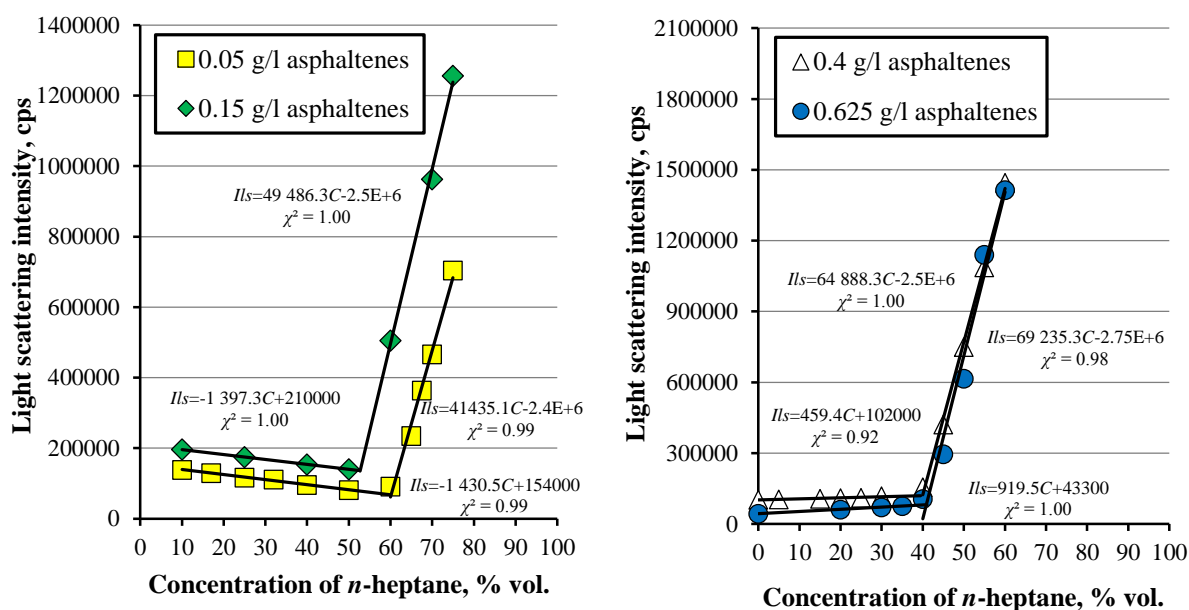 Light scattering intensity, cps
1400000
1200000
1000000
800000
600000
400000
200000
0
0.05 g/l asphaltenes
0.15 g/l asphaltenes
Ils=49 486.3C-2.5E+6
χ² = 1.00
Ils=-1 397.3C+210000
χ² = 1.00
Ils=41435.1C-2.4E+6
χ² = 0.99
Ils=-1 430.5C+154000
χ² = 0.99
0 10 20 30 40 50 60 70 80 90 100
Concentration of n-heptane, % vol.
Light scattering intensity, cps
2100000
1800000
1500000
1200000
900000
600000
300000
0
0.4 g/l asphaltenes
0.625 g/l asphaltenes
Ils=64 888.3C-2.5E+6
χ² = 1.00
Ils=69 235.3C-2.75E+6
χ² = 0.98
Ils=459.4C+102000
χ² = 0.92
Ils=919.5C+43300
χ² = 1.00
0 10 20 30 40 50 60 70 80 90 100
Concentration of n-heptane, % vol.